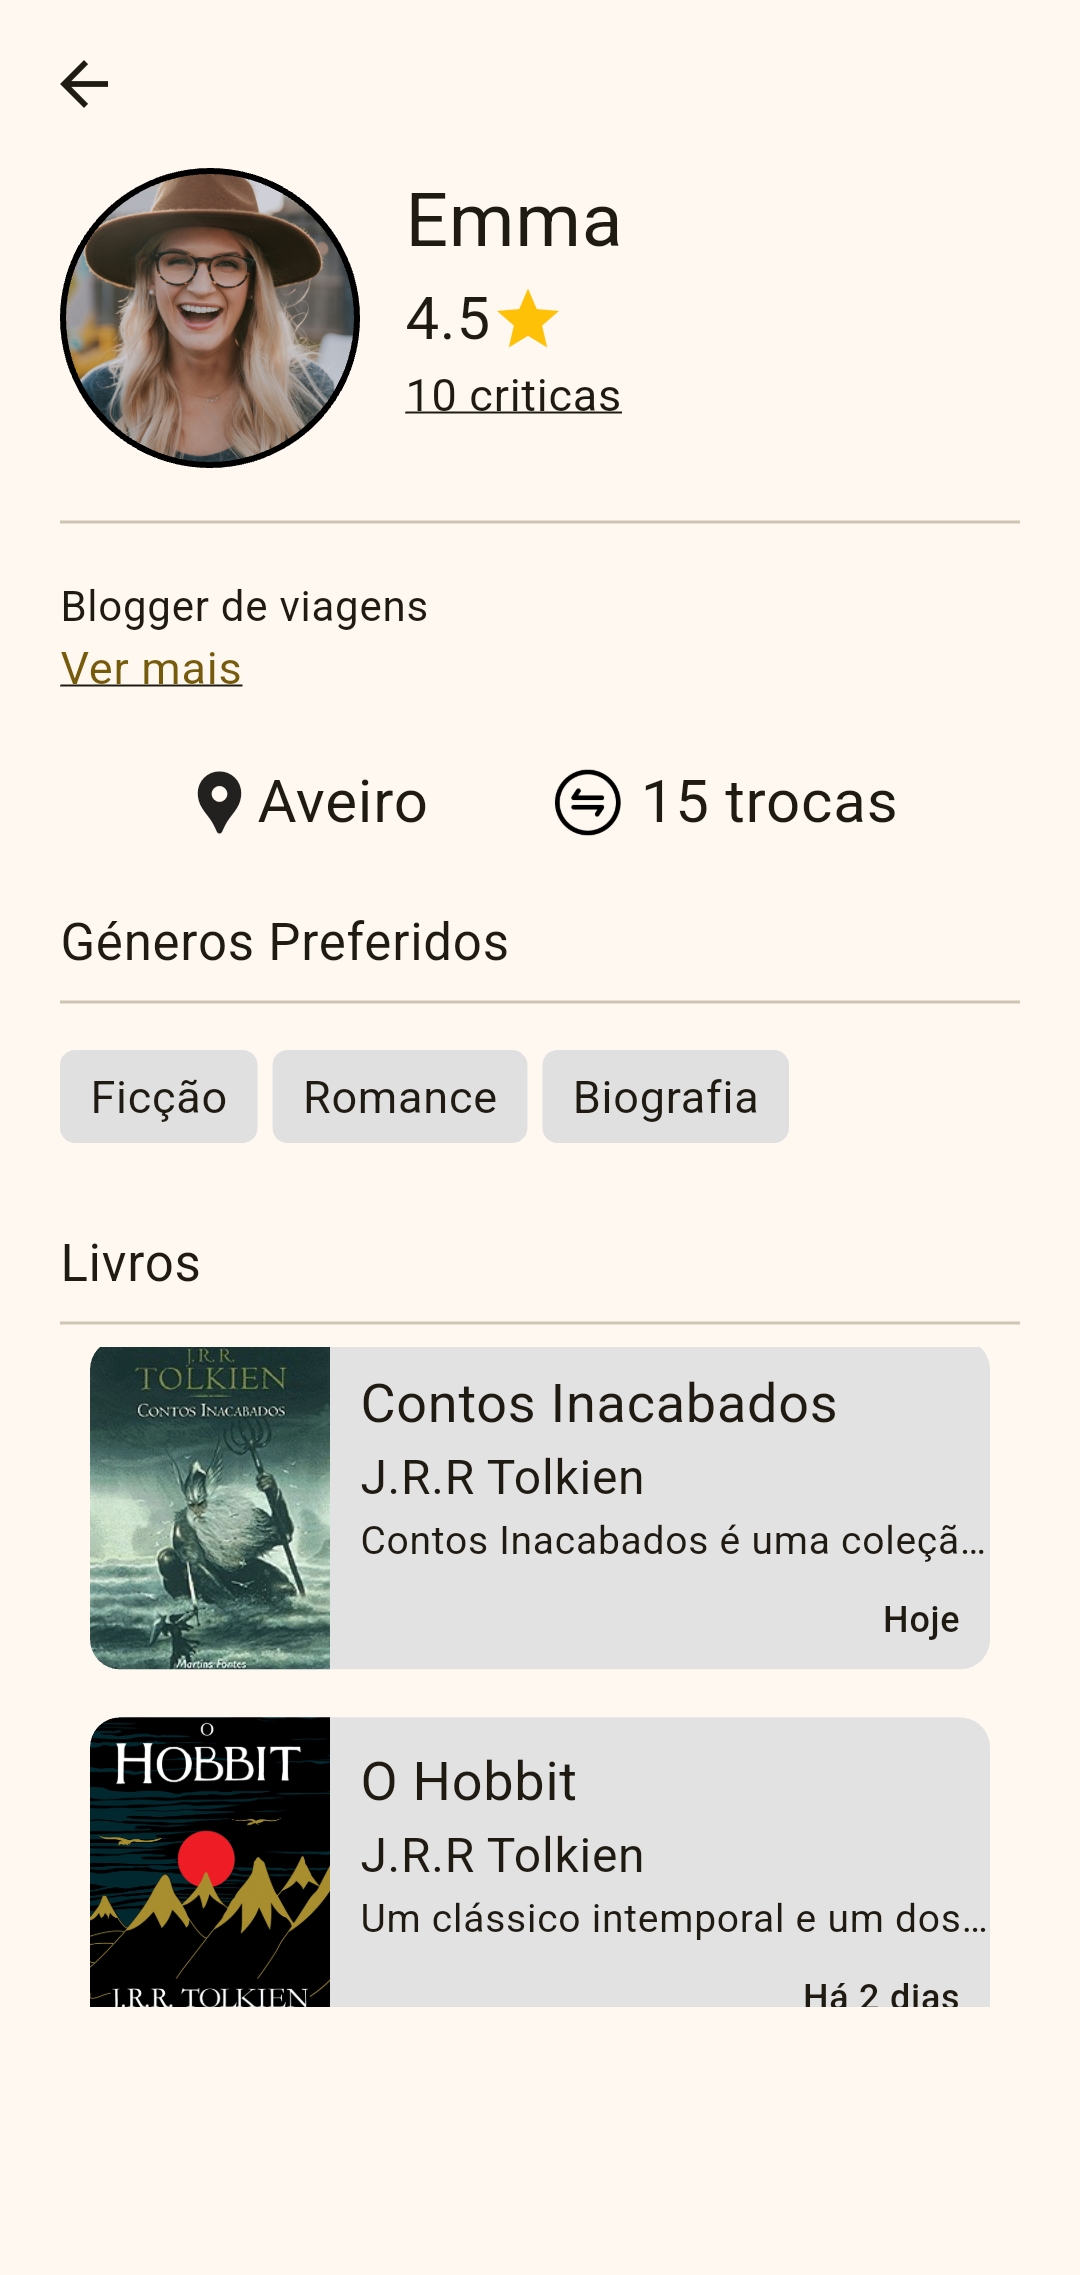 Emma
4.5
10 criticas
Blogger de viagens
Ver mais
Aveiro
15 trocas
Géneros Preferidos
Ficção
Romance
Biografia
Livros
J.R.R.
TOLKIEN
CONTOS INACABADOS
Martins Fontes
Contos Inacabados
J.R.R Tolkien
Contos Inacabados é uma coleçã...
Hoje
O
HOBBIT
J.R.R. TOLKIEN
O Hobbit
J.R.R Tolkien
Um clássico intemporal e um dos...
Há 2 dias